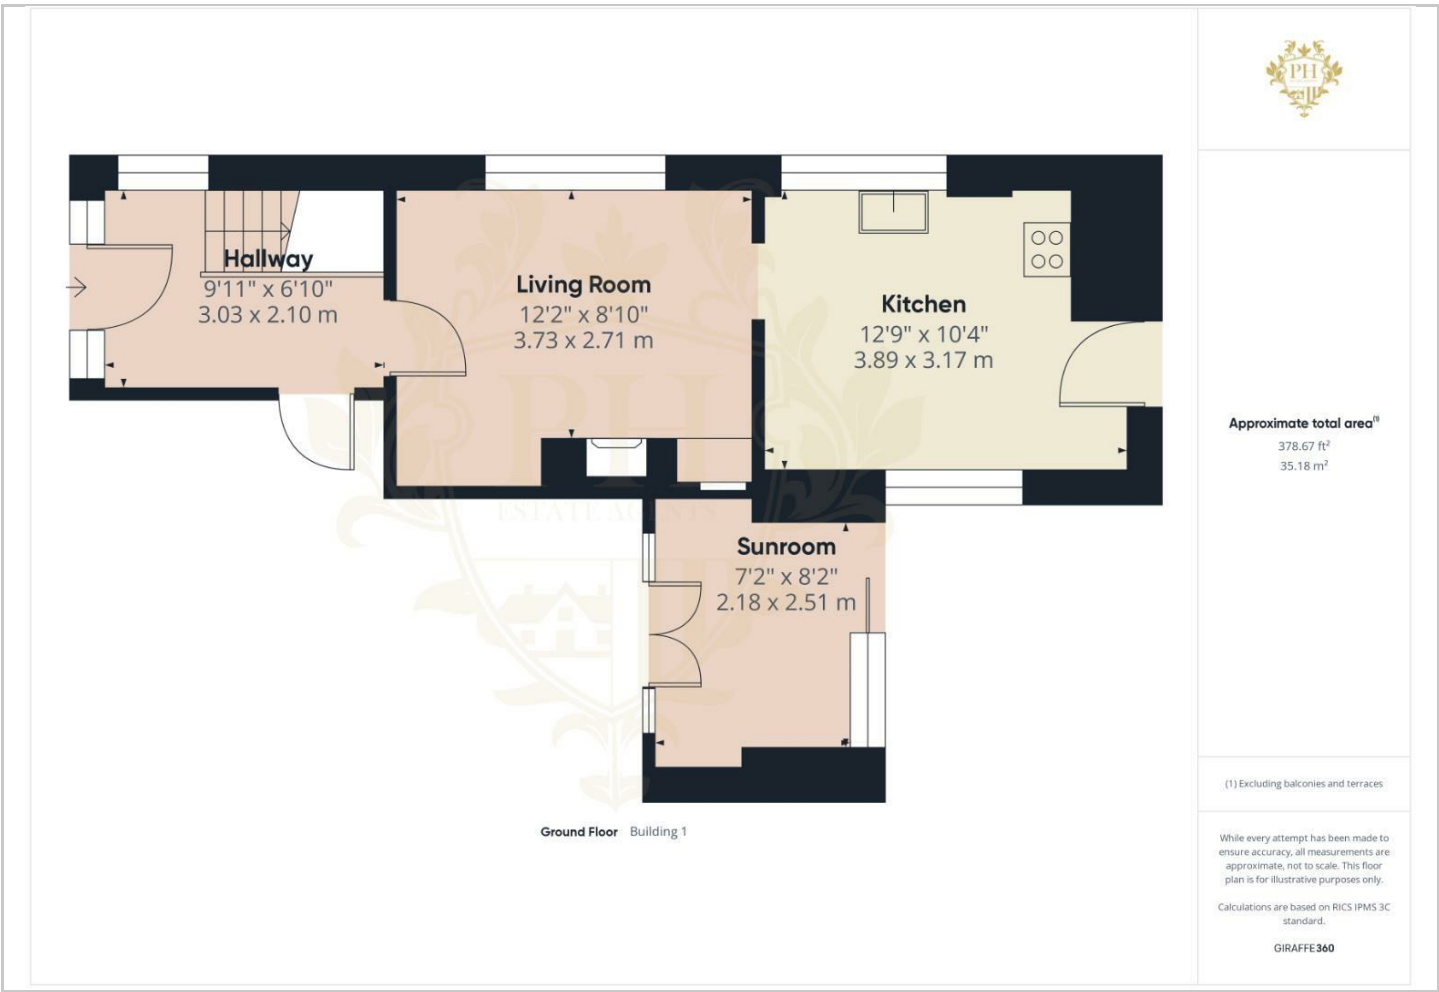 PH
Hallway
9'11" x 6'10"
3.03 x 2.10 m
Living Room
12'2" x 8'10"
3.73 x 2.71 m
Kitchen
12'9" x 10'4"
3.89 x 3.17 m
Sunroom
7'2" x 8'2"
2.18 x 2.51 m
PH
ESTATE AGENTS
Ground Floor Building 1
Approximate total area(1)
378.67 ft²
35.18 m²
(1) Excluding balconies and terraces
While every attempt has been made to
ensure accuracy, all measurements are
approximate, not to scale. This floor
plan is for illustrative purposes only.
Calculations are based on RICS IPMS 3C
standard.
GIRAFFE360